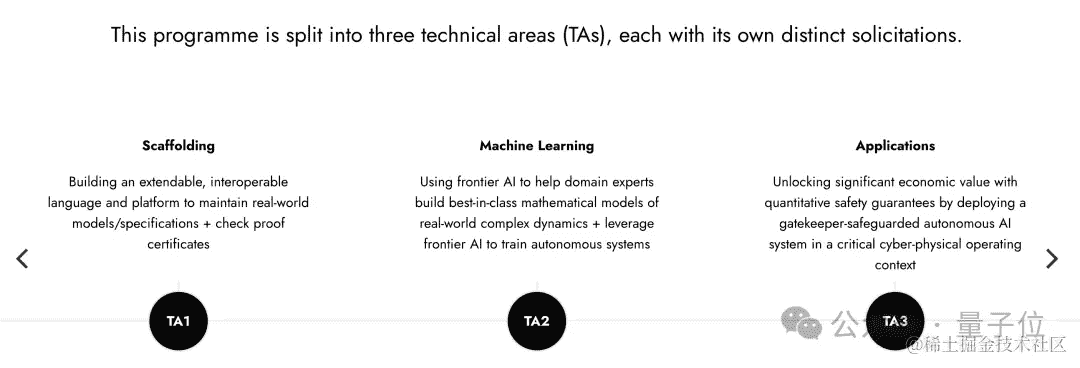 This programme is split into three technical areas (TAs), each with its own distinct solicitations.
Scaffolding
Building an extendable, interoperable
language and platform to maintain real-world
models/specifications + check proof
certificates
TA1
Machine Learning
Using frontier AI to help domain experts
build best-in-class mathematical models of
real-world complex dynamics + leverage
frontier AI to train autonomous systems
TA2
Applications
Unlocking significant economic value with
quantitative safety guarantees by deploying a
gatekeeper-safeguarded autonomous AI
system in a critical cyber-physical operating
context
TA3
公 · 量子位
@稀土掘金技术社区